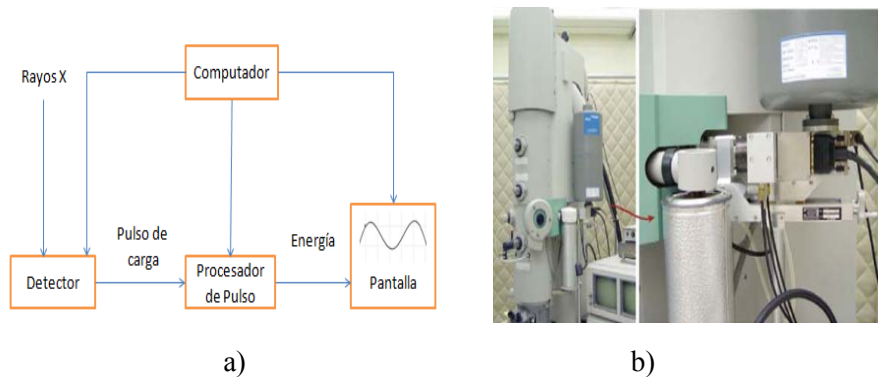 Rayos X
Computador
Pulso de
carga
Energía
Detector
Procesador
de Pulso
Pantalla
a)
b)